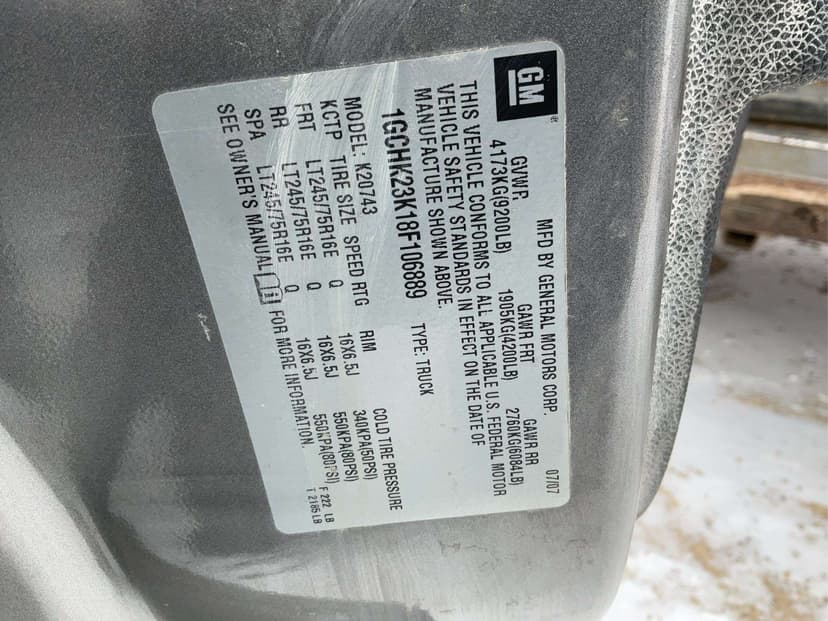 GM ®
MFD BY GENERAL MOTORS CORP. 07/07
GVWR GAWR FRT GAWR RR
4173KG(9200LB) 1905KG(4200LB) 2760KG(6084LB)
THIS VEHICLE CONFORMS TO ALL APPLICABLE U.S. FEDERAL MOTOR
VEHICLE SAFETY STANDARDS IN EFFECT ON THE DATE OF
MANUFACTURE SHOWN ABOVE.
1GCHK23K18F106889 TYPE: TRUCK
MODEL: K20743
KCTP TIRE SIZE SPEED RTG RIM COLD TIRE PRESSURE
FRT LT245/75R16E Q 16X6.5J 340KPA(50PSI)
RR LT245/75R16E Q 16X6.5J 550KPA(80PSI)
SPA LT245/75R16E Q 16X6.5J 550KPA(80PSI)
SEE OWNER'S MANUAL FOR MORE INFORMATION.
F 222 LB
T 2165 LB